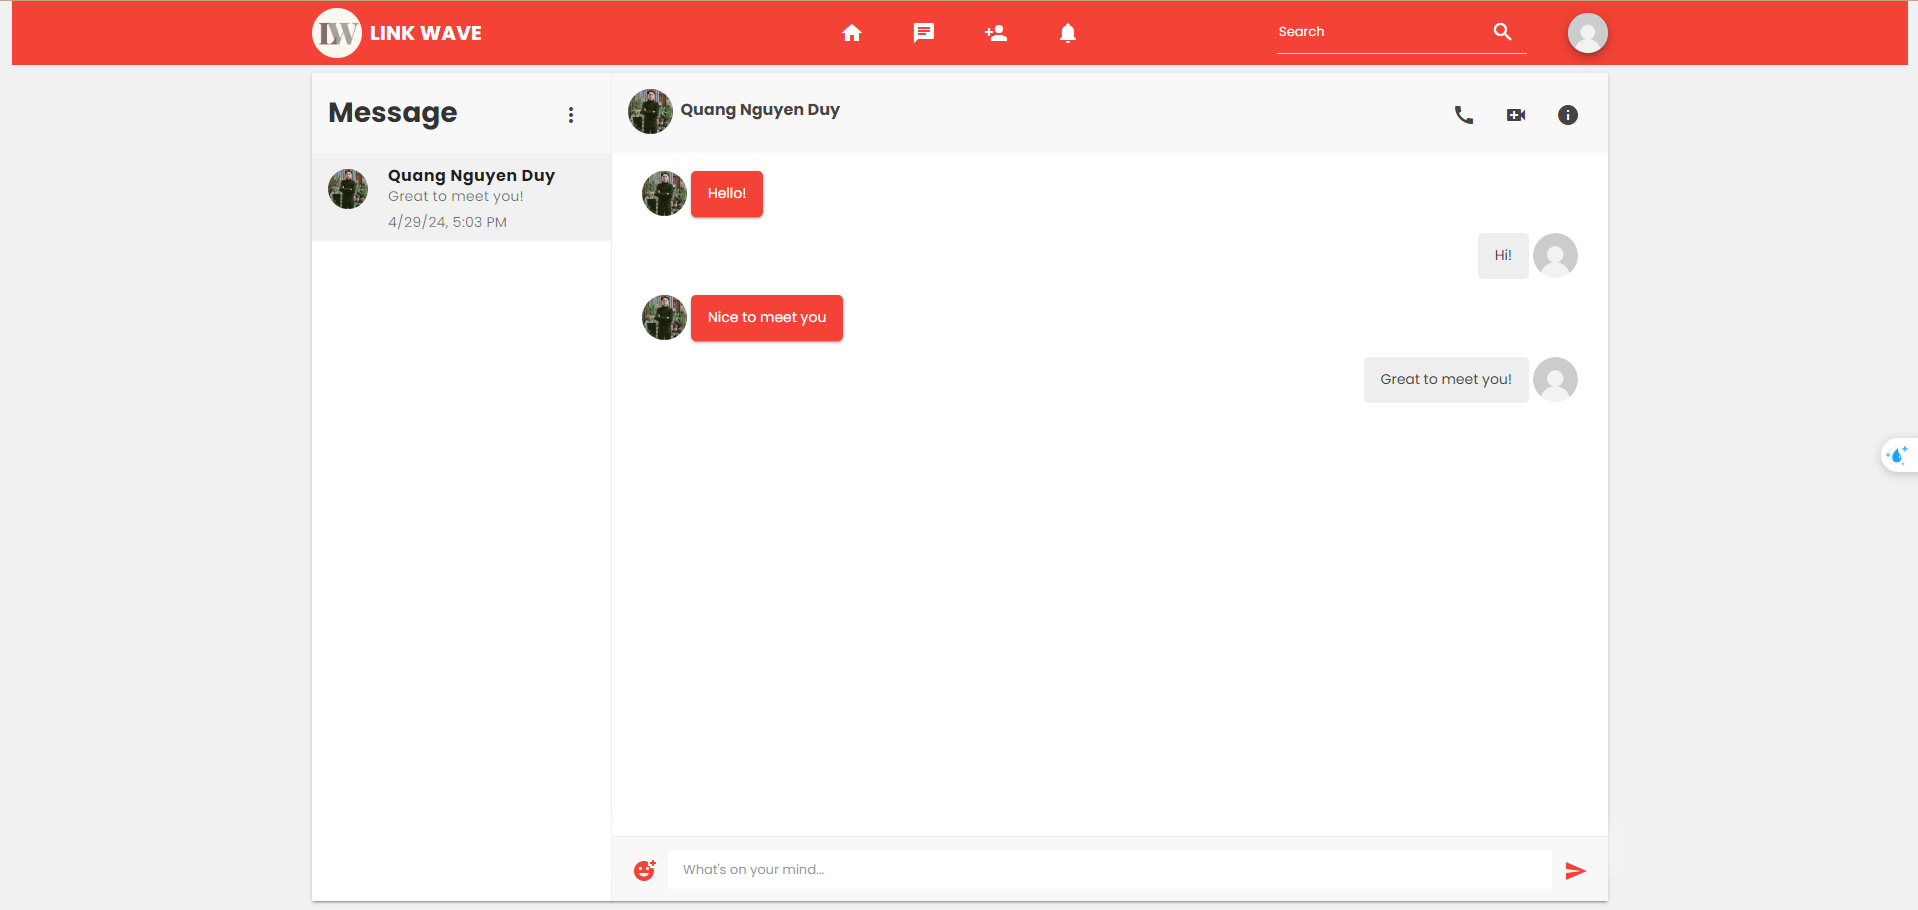 LW LINK WAVE
Search
Message
Quang Nguyen Duy
Great to meet you!
4/29/24, 5:03 PM
Quang Nguyen Duy
Hello!
Hi!
Nice to meet you
Great to meet you!
What's on your mind...